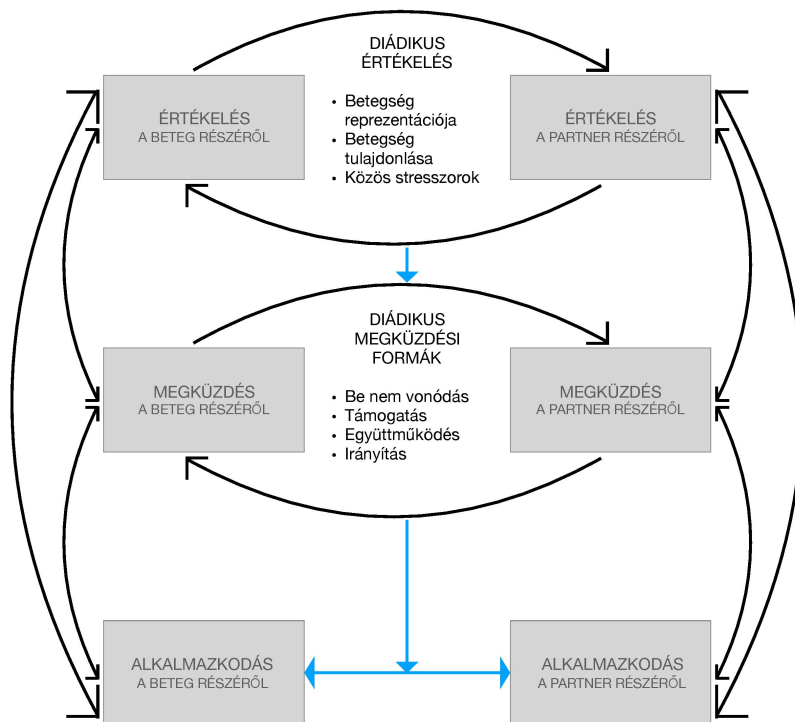 DIÁDIKUS
ÉRTÉKELÉS
ÉRTÉKELÉS
A BETEG RÉSZÉRŐL
• Betegség
reprezentációja
• Betegség
tulajdonlása
• Közös stresszorok
ÉRTÉKELÉS
A PARTNER RÉSZÉRŐL
DIÁDIKUS
MEGKÜZDÉSI
FORMÁK
MEGKÜZDÉS
A BETEG RÉSZÉRŐL
• Be nem vonódás
• Támogatás
• Együttműködés
• Irányítás
MEGKÜZDÉS
A PARTNER RÉSZÉRŐL
ALKALMAZKODÁS
A BETEG RÉSZÉRŐL
ALKALMAZKODÁS
A PARTNER RÉSZÉRŐL